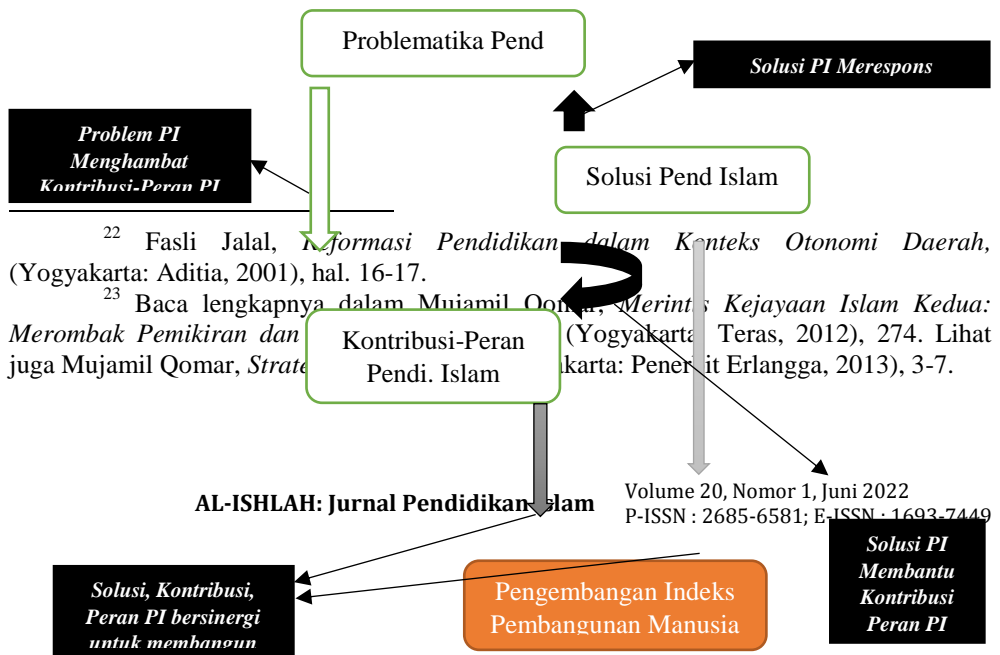 Problematika Pend
Solusi PI Merespons
Problem PI
Menghambat
Kontribusi-Peran PI
Solusi Pend Islam
22 Fasli Jalal, Reformasi Pendidikan dalam Konteks Otonomi Daerah,
(Yogyakarta: Aditia, 2001), hal. 16-17.
23 Baca lengkapnya dalam Mujamil Qomar, Merintis Kejayaan Islam Kedua:
Merombak Pemikiran dan (Yogyakarta: Teras, 2012), 274. Lihat
juga Mujamil Qomar, Penerbit Erlangga, 2013), 3-7.
Kontribusi-Peran
Pendi. Islam
AL-ISHLAH: Jurnal Pendidikan Islam
Volume 20, Nomor 1, Juni 2022
P-ISSN : 2685-6581; E-ISSN : 1693-7449
Solusi PI
Membantu
Kontribusi
Peran PI
Solusi, Kontribusi,
Peran PI bersinergi
untuk membangun
Pengembangan Indeks
Pembangunan Manusia